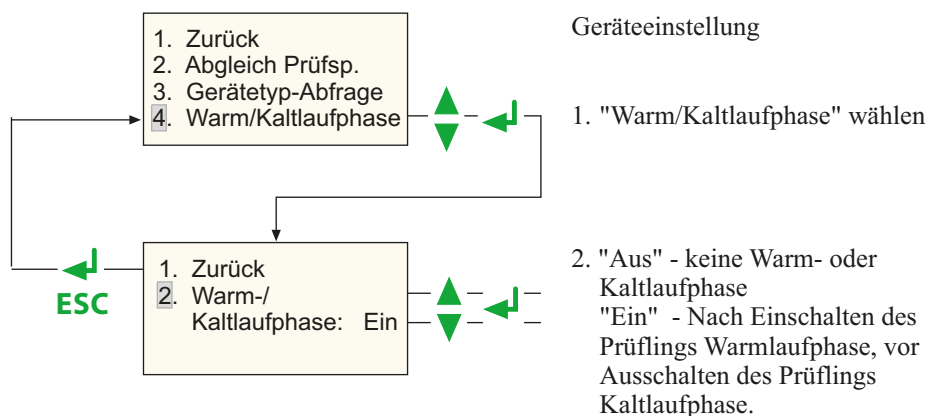 1. Zurück
2. Abgleich Prüfsp.
3. Gerätetyp-Abfrage
4. Warm/Kaltlaufphase
Geräteeinstellung
1. "Warm/Kaltlaufphase" wählen
ESC
1. Zurück
2. Warm-/
Kaltlaufphase: Ein
2. "Aus" - keine Warm- oder
Kaltlaufphase
"Ein" - Nach Einschalten des
Prüflings Warmlaufphase, vor
Ausschalten des Prüflings
Kaltlaufphase.